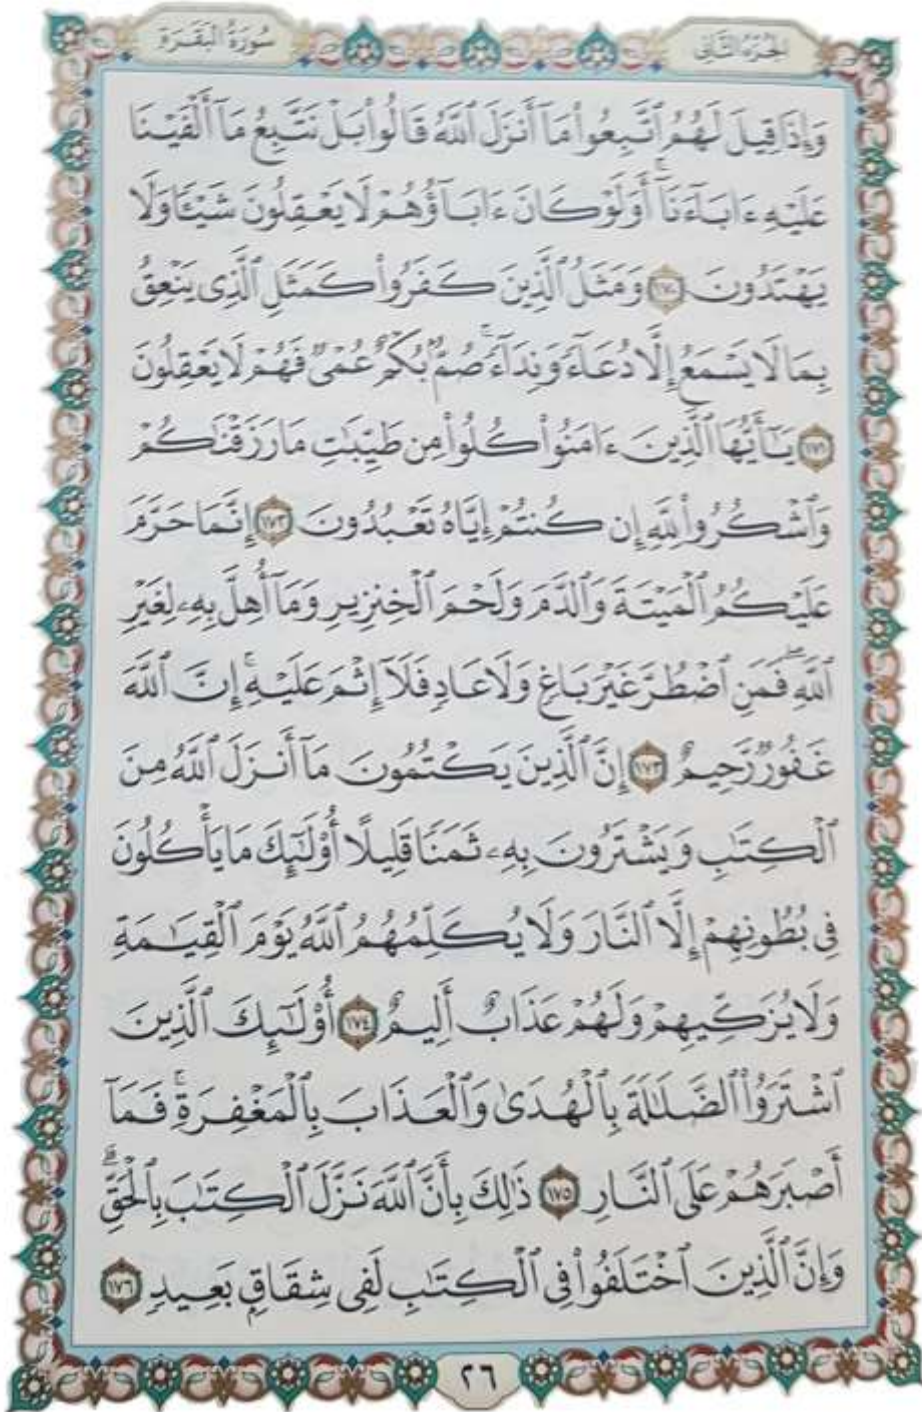 الجزء الثاني
سورة البقرة
وَإِذَا قِيلَ لَهُمُ ٱتَّبِعُوا۟ مَآ أَنزَلَ ٱللَّهُ قَالُوا۟ بَلْ نَتَّبِعُ مَآ أَلْفَيْنَا
عَلَيْهِ ءَابَآءَنَآ ۗ أَوَلَوْ كَانَ ءَابَآؤُهُمْ لَا يَعْقِلُونَ شَيْـًٔا وَلَا
يَهْتَدُونَ ١٧٠ وَمَثَلُ ٱلَّذِينَ كَفَرُوا۟ كَمَثَلِ ٱلَّذِى يَنْعِقُ
بِمَا لَا يَسْمَعُ إِلَّا دُعَآءً وَنِدَآءً ۚ صُمٌّۢ بُكْمٌ عُمْىٌ فَهُمْ لَا يَعْقِلُونَ
١٧١ يَـٰٓأَيُّهَا ٱلَّذِينَ ءَامَنُوا۟ كُلُوا۟ مِن طَيِّبَـٰتِ مَا رَزَقْنَـٰكُمْ
وَٱشْكُرُوا۟ لِلَّهِ إِن كُنتُمْ إِيَّاهُ تَعْبُدُونَ ١٧٢ إِنَّمَا حَرَّمَ
عَلَيْكُمُ ٱلْمَيْتَةَ وَٱلدَّمَ وَلَحْمَ ٱلْخِنزِيرِ وَمَآ أُهِلَّ بِهِۦ لِغَيْرِ
ٱللَّهِ ۖ فَمَنِ ٱضْطُرَّ غَيْرَ بَاغٍ وَلَا عَادٍ فَلَآ إِثْمَ عَلَيْهِ ۚ إِنَّ ٱللَّهَ
غَفُورٌ رَّحِيمٌ ١٧٣ إِنَّ ٱلَّذِينَ يَكْتُمُونَ مَآ أَنزَلَ ٱللَّهُ مِنَ
ٱلْكِتَـٰبِ وَيَشْتَرُونَ بِهِۦ ثَمَنًا قَلِيلًا أُو۟لَـٰٓئِكَ مَا يَأْكُلُونَ
فِى بُطُونِهِمْ إِلَّا ٱلنَّارَ وَلَا يُكَلِّمُهُمُ ٱللَّهُ يَوْمَ ٱلْقِيَـٰمَةِ
وَلَا يُزَكِّيهِمْ وَلَهُمْ عَذَابٌ أَلِيمٌ ١٧٤ أُو۟لَـٰٓئِكَ ٱلَّذِينَ
ٱشْتَرَوُا۟ ٱلضَّلَـٰلَةَ بِٱلْهُدَىٰ وَٱلْعَذَابَ بِٱلْمَغْفِرَةِ ۚ فَمَآ
أَصْبَرَهُمْ عَلَى ٱلنَّارِ ١٧٥ ذَٰلِكَ بِأَنَّ ٱللَّهَ نَزَّلَ ٱلْكِتَـٰبَ بِٱلْحَقِّ ۗ
وَإِنَّ ٱلَّذِينَ ٱخْتَلَفُوا۟ فِى ٱلْكِتَـٰبِ لَفِى شِقَاقٍۭ بَعِيدٍ ١٧٦
٢٦